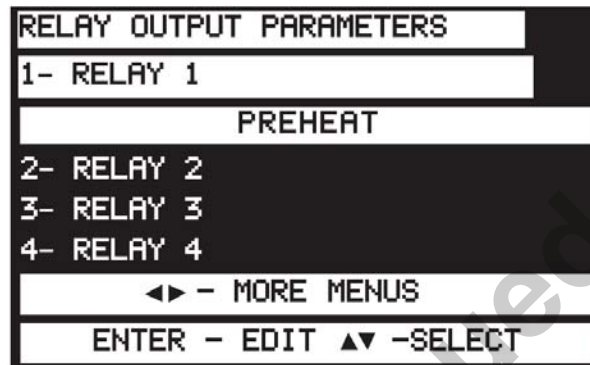 RELAY OUTPUT PARAMETERS
1- RELAY 1
PREHEAT
2- RELAY 2
3- RELAY 3
4- RELAY 4
◄► - MORE MENUS
ENTER - EDIT ▲▼ -SELECT